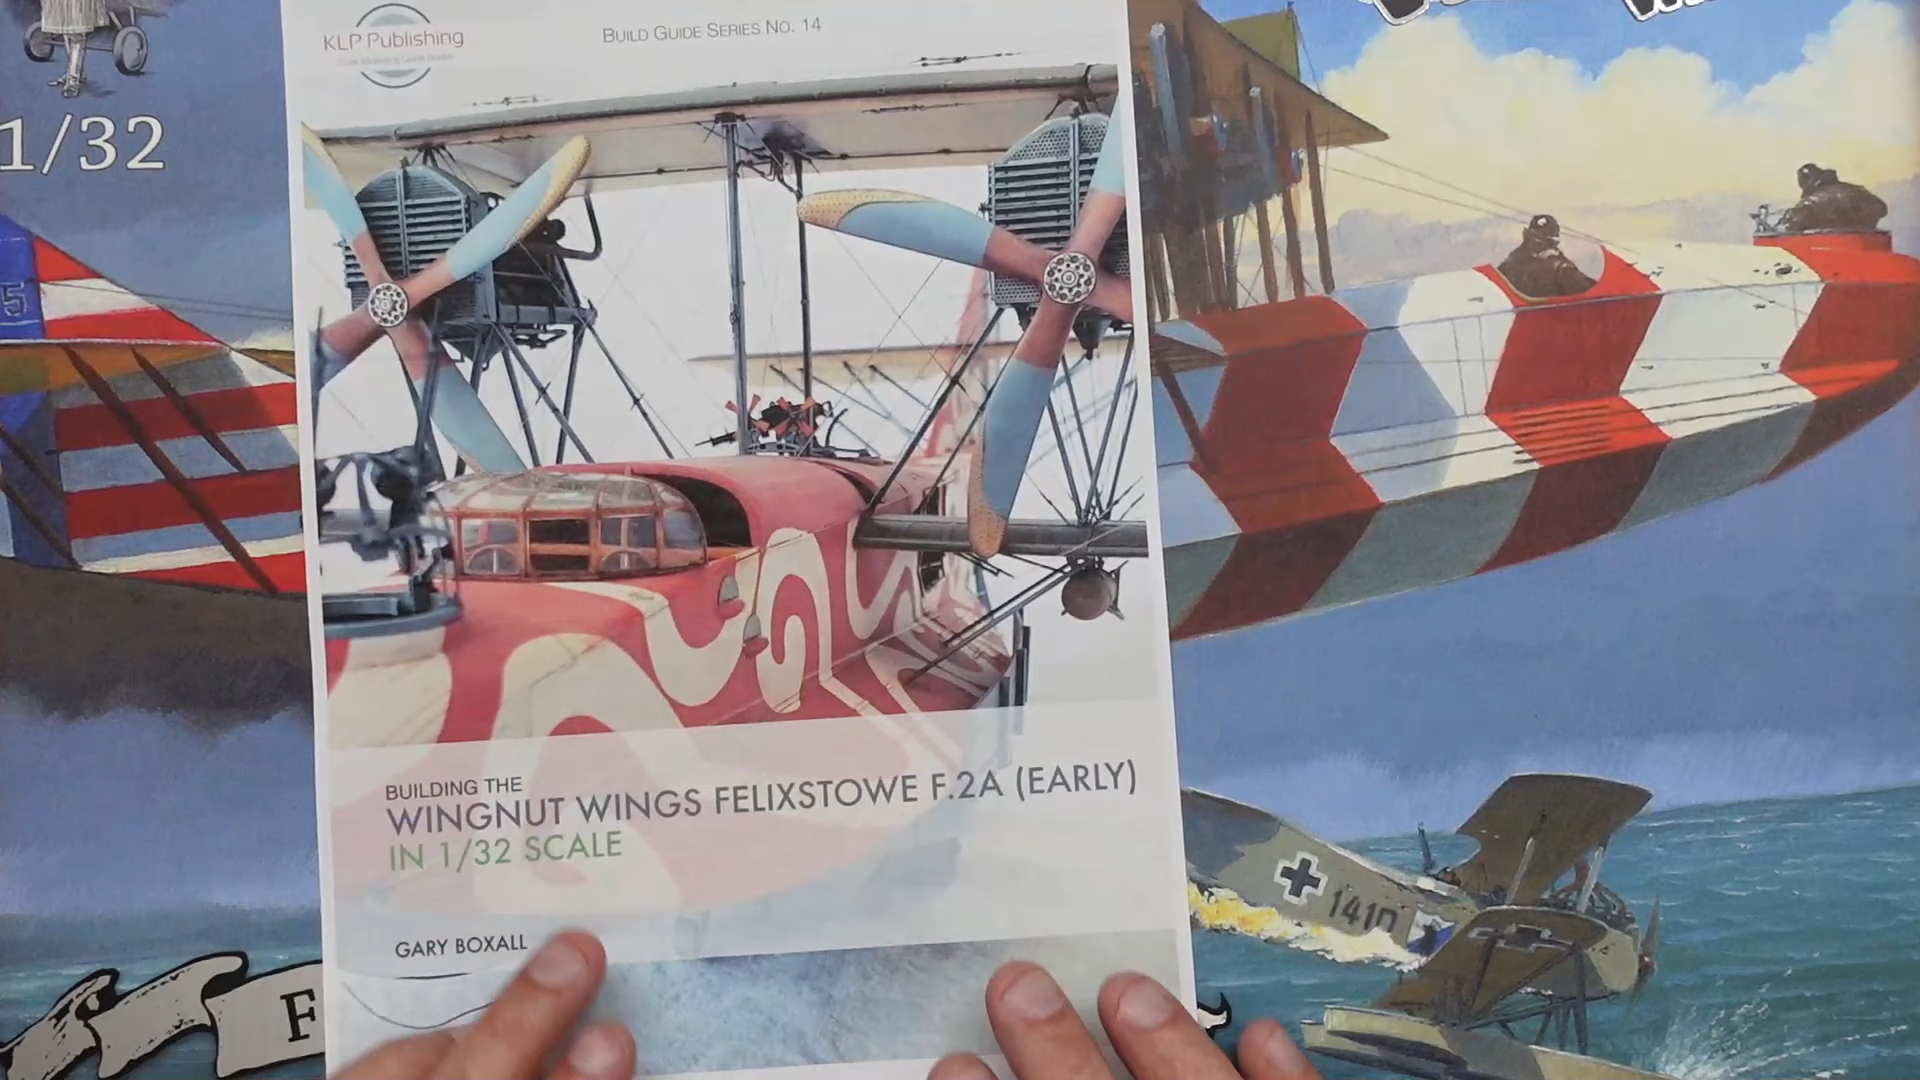 KLP Publishing
BUILD GUIDE SERIES NO. 14
1/32
5
BUILDING THE
WINGNUT WINGS FELIXSTOWE F.2A (EARLY)
IN 1/32 SCALE
GARY BOXALL
1410
F